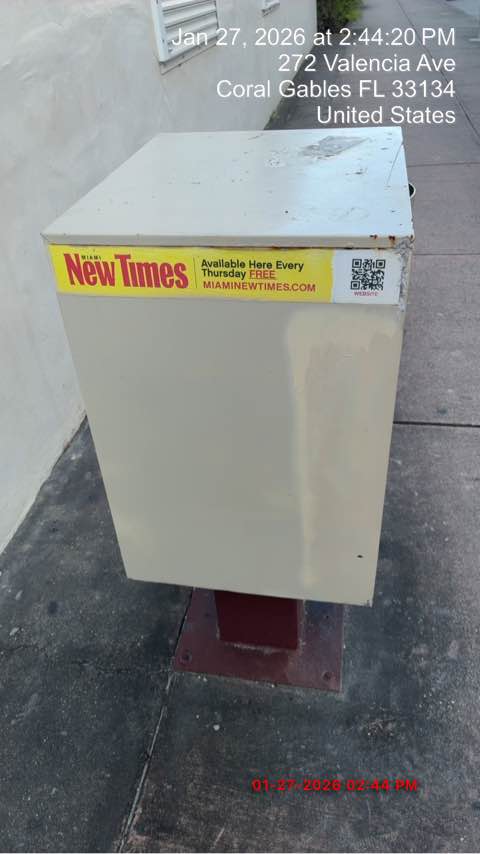 Jan 27, 2026 at 2:44:20 PM
272 Valencia Ave
Coral Gables FL 33134
United States
MIAMI
New Times
Available Here Every
Thursday FREE
MIAMINEWTIMES.COM
WEBSITE
01-27-2026 02:44 PM